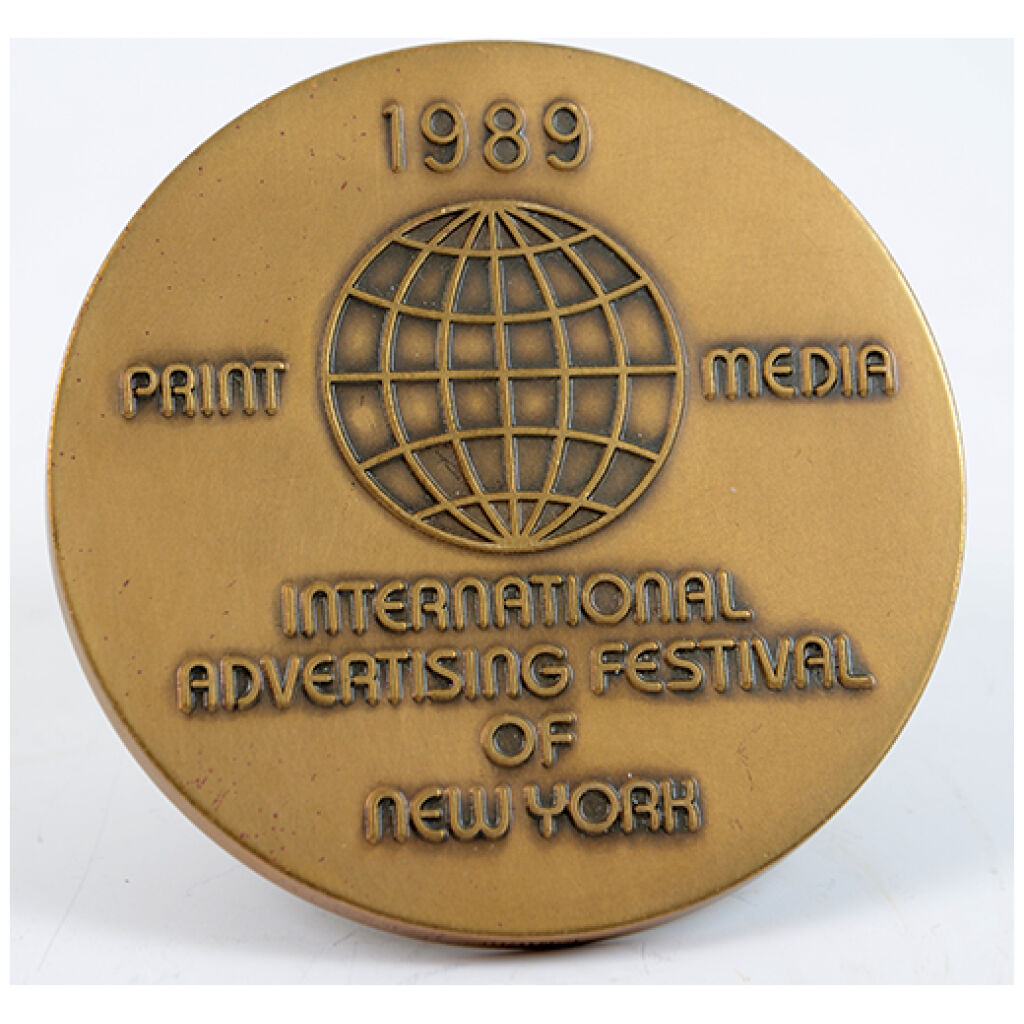 1989
PRINT MEDIA
INTERNATIONAL
ADVERTISING FESTIVAL
OF
NEW YORK